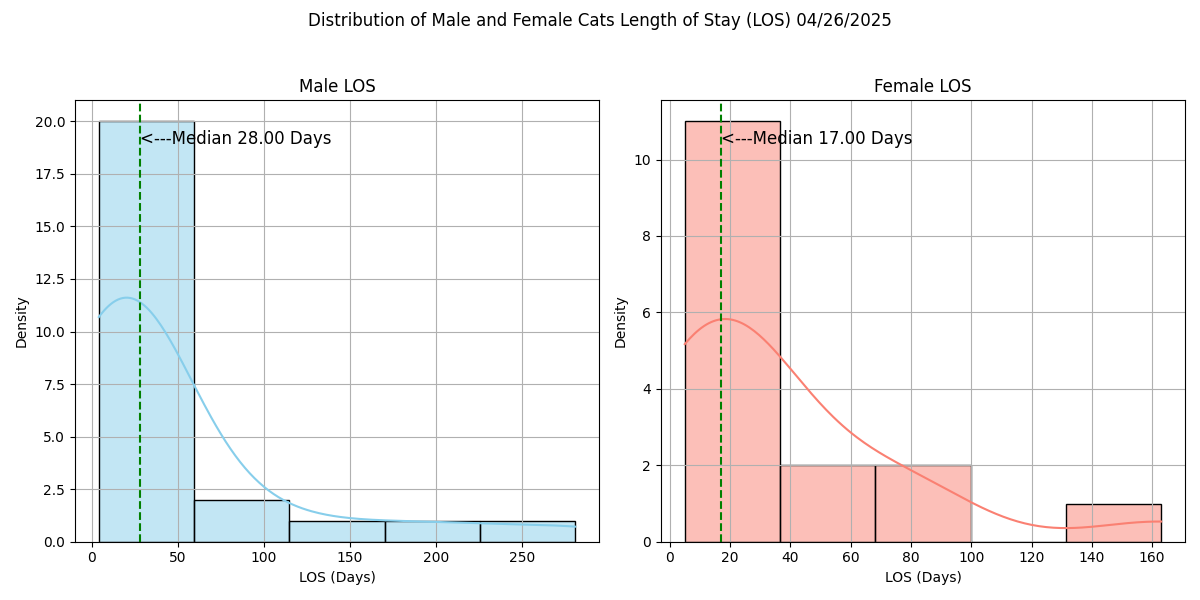 Distribution of Male and Female Cats Length of Stay (LOS) 04/26/2025
Male LOS
20.0
17.5
15.0
12.5
10.0
7.5
5.0
2.5
0.0
Density
<---Median 28.00 Days
0 50 100 150 200 250
LOS (Days)
Female LOS
10
8
6
4
2
0
Density
<---Median 17.00 Days
0 20 40 60 80 100 120 140 160
LOS (Days)